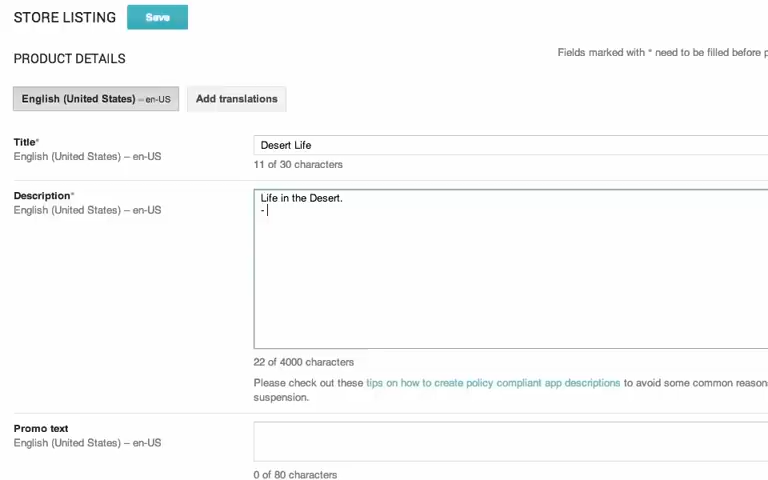 STORE LISTING
Save
PRODUCT DETAILS
Fields marked with * need to be filled before
English (United States) – en-US
Add translations
Title*
English (United States) – en-US
Desert Life
11 of 30 characters
Description*
English (United States) – en-US
Life in the Desert.
-
22 of 4000 characters
Please check out these tips on how to create policy compliant app descriptions to avoid some common
suspension.
Promo text
English (United States) – en-US
0 of 80 characters